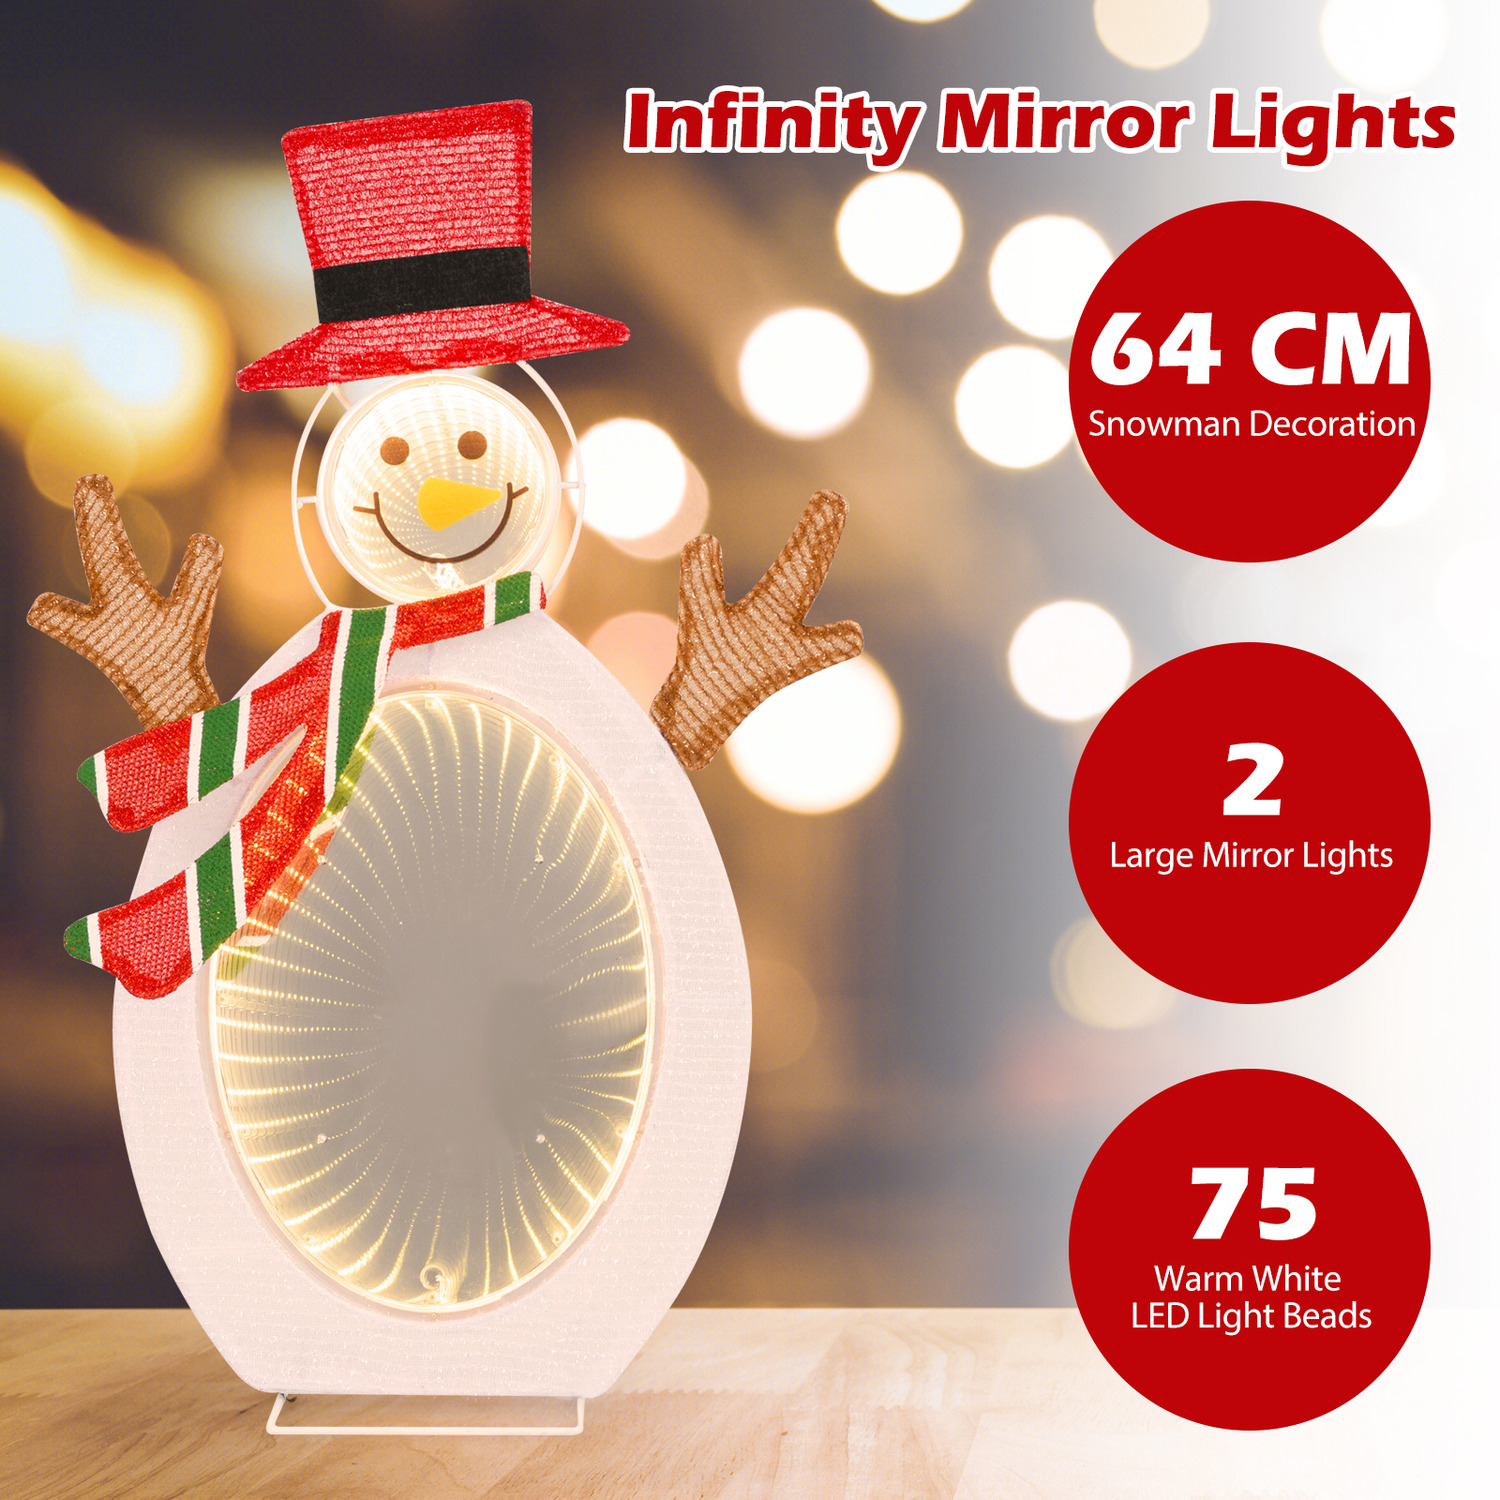 Infinity Mirror Lights
64 CM
Snowman Decoration
2
Large Mirror Lights
75
Warm White
LED Light Beads